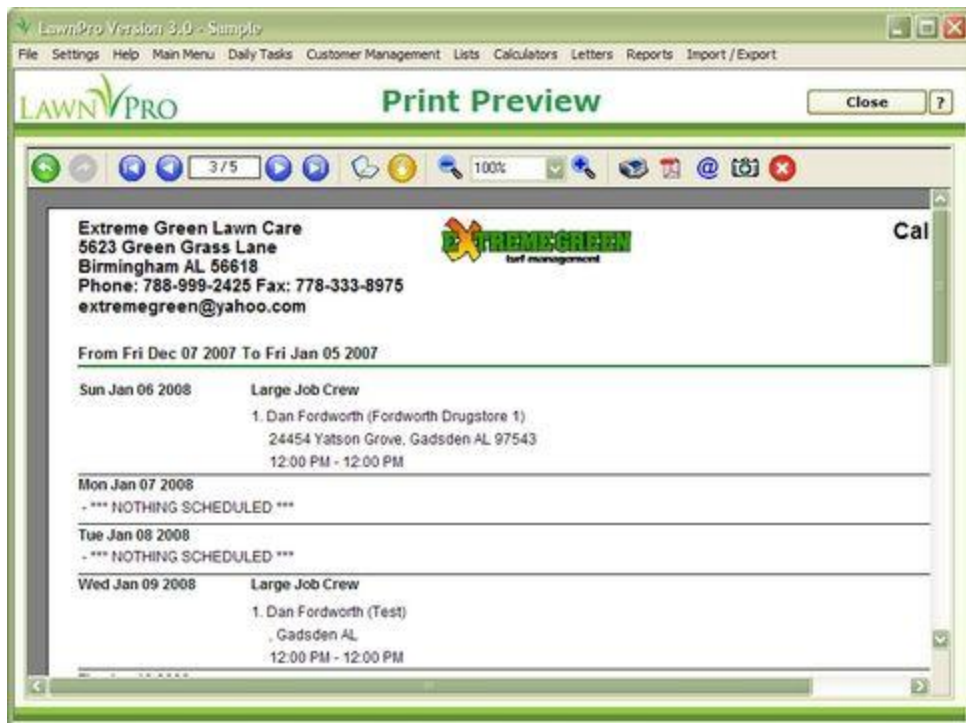 LawnPro Version 3.0 - Sample
File Settings Help Main Menu Daily Tasks Customer Management Lists Calculators Letters Reports Import / Export
LAWN PRO
Print Preview
Close ?
3 / 5
100%
@
Extreme Green Lawn Care
5623 Green Grass Lane
Birmingham AL 56618
Phone: 788-999-2425 Fax: 778-333-8975
extremegreen@yahoo.com
EXTREMEGREEN
turf management
Cal
From Fri Dec 07 2007 To Fri Jan 05 2007
Sun Jan 06 2008 Large Job Crew
1. Dan Fordworth (Fordworth Drugstore 1)
24454 Yatson Grove, Gadsden AL 97543
12:00 PM - 12:00 PM
Mon Jan 07 2008
- *** NOTHING SCHEDULED ***
Tue Jan 08 2008
- *** NOTHING SCHEDULED ***
Wed Jan 09 2008 Large Job Crew
1. Dan Fordworth (Test)
, Gadsden AL
12:00 PM - 12:00 PM